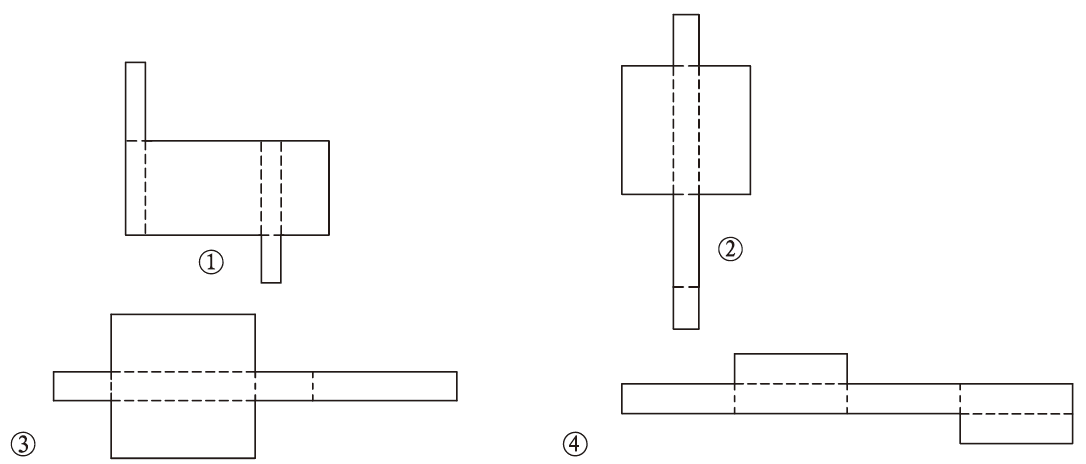 ①
②
③
④